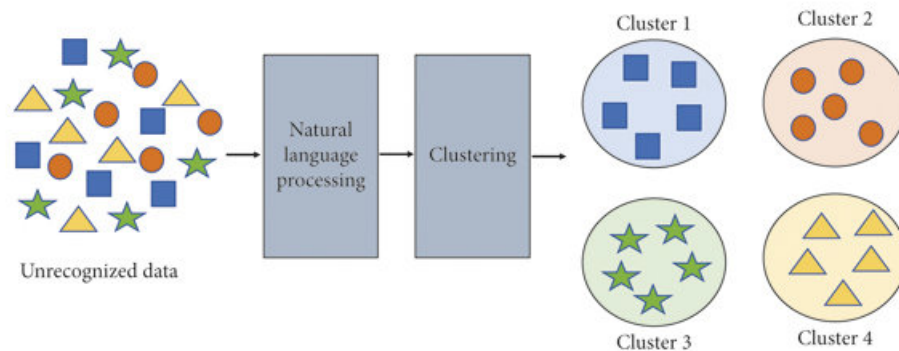 Cluster 1
Cluster 2
Natural
language
processing
Clustering
Unrecognized data
Cluster 3
Cluster 4